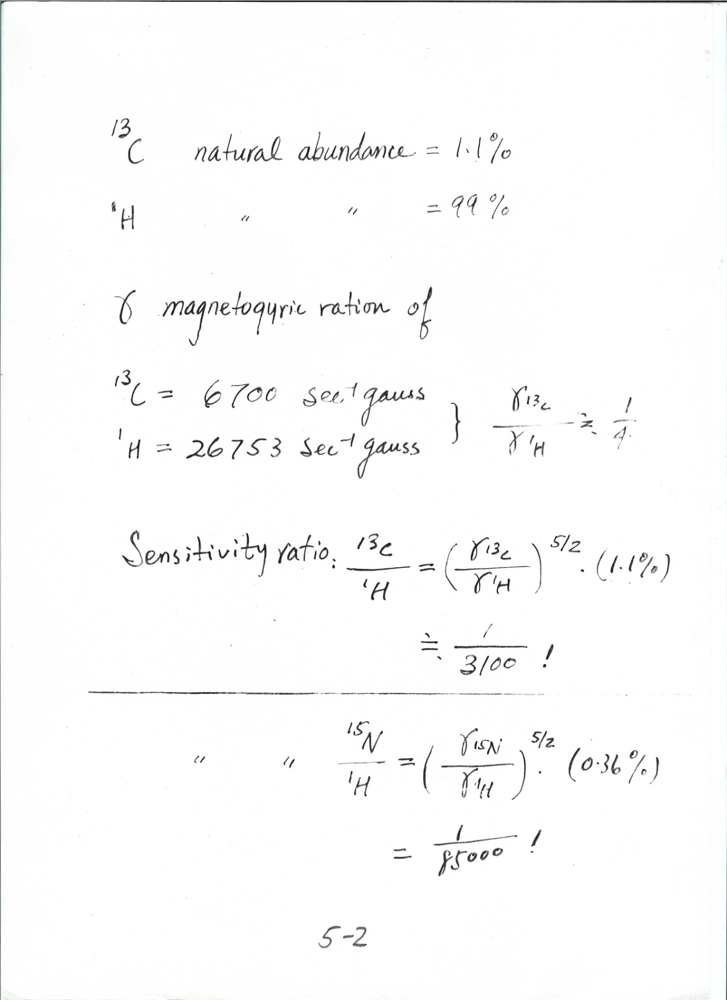 ¹³C natural abundance = 1.1%
¹H " " = 99%
γ magnetogyric ration of
¹³C = 6700 sec⁻¹ gauss
¹H = 26753 sec⁻¹ gauss } γ¹³C / γ¹H ≒ 1/4.
Sensitivity ratio: ¹³C / ¹H = (γ¹³C / γ¹H)^5/2 . (1.1%)
≒ 1 / 3100 !
" " ¹⁵N / ¹H = (γ¹⁵N / γ¹H)^5/2 . (0.36%)
= 1 / 85000 !
5-2